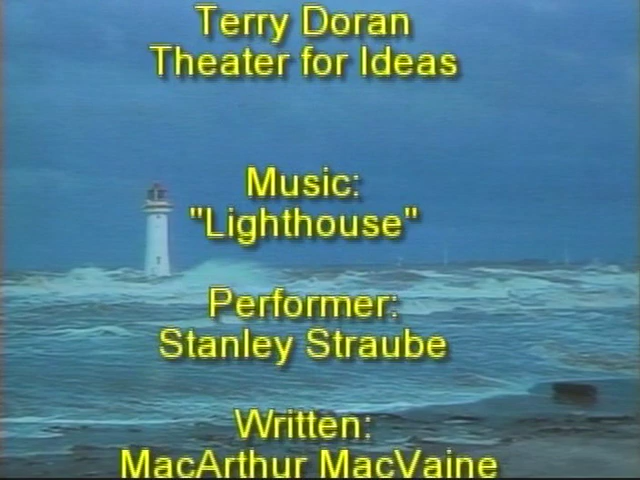 Terry Doran
Theater for Ideas
Music:
"Lighthouse"
Performer:
Stanley Straube
Written:
MacArthur MacVaine